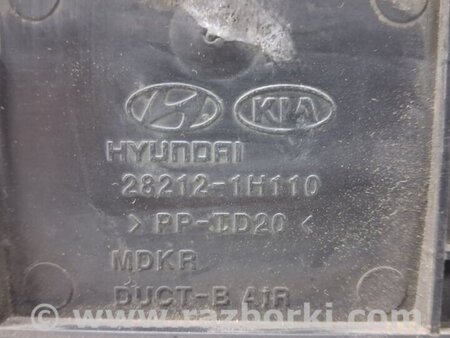 KIA
HYUNDAI
28212-1H110
> PP-TD20 <
MDKR
DUCT-B AIR
www.razborki.com